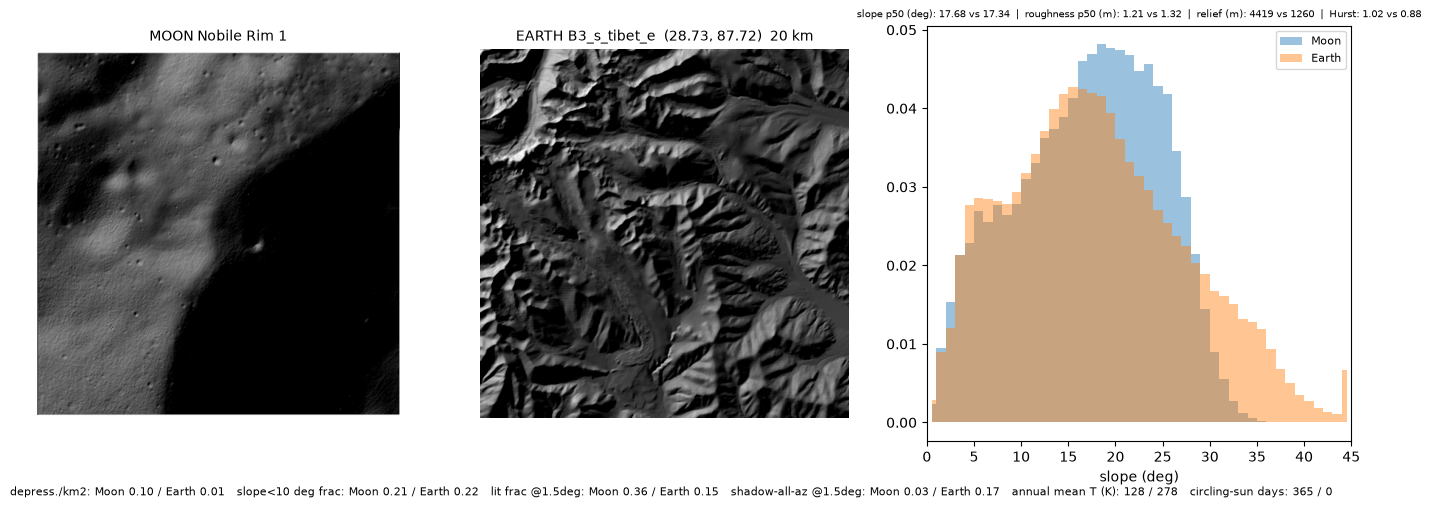 slope p50 (deg): 17.68 vs 17.34 | roughness p50 (m): 1.21 vs 1.32 | relief (m): 4419 vs 1260 | Hurst: 1.02 vs 0.88
MOON Nobile Rim 1
EARTH B3_s_tibet_e (28.73, 87.72) 20 km
Moon
Earth
0.05
0.04
0.03
0.02
0.01
0.00
0 5 10 15 20 25 30 35 40 45
slope (deg)
depress./km2: Moon 0.10 / Earth 0.01 slope<10 deg frac: Moon 0.21 / Earth 0.22 lit frac @1.5deg: Moon 0.36 / Earth 0.15 shadow-all-az @1.5deg: Moon 0.03 / Earth 0.17 annual mean T (K): 128 / 278 circling-sun days: 365 / 0